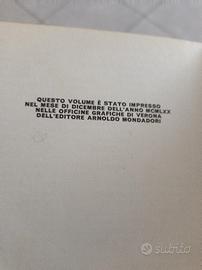 QUESTO VOLUME È STATO IMPRESSO
NEL MESE DI DICEMBRE DELL'ANNO MCMLXX
NELLE OFFICINE GRAFICHE DI VERONA
DELL'EDITORE ARNOLDO MONDADORI
subito